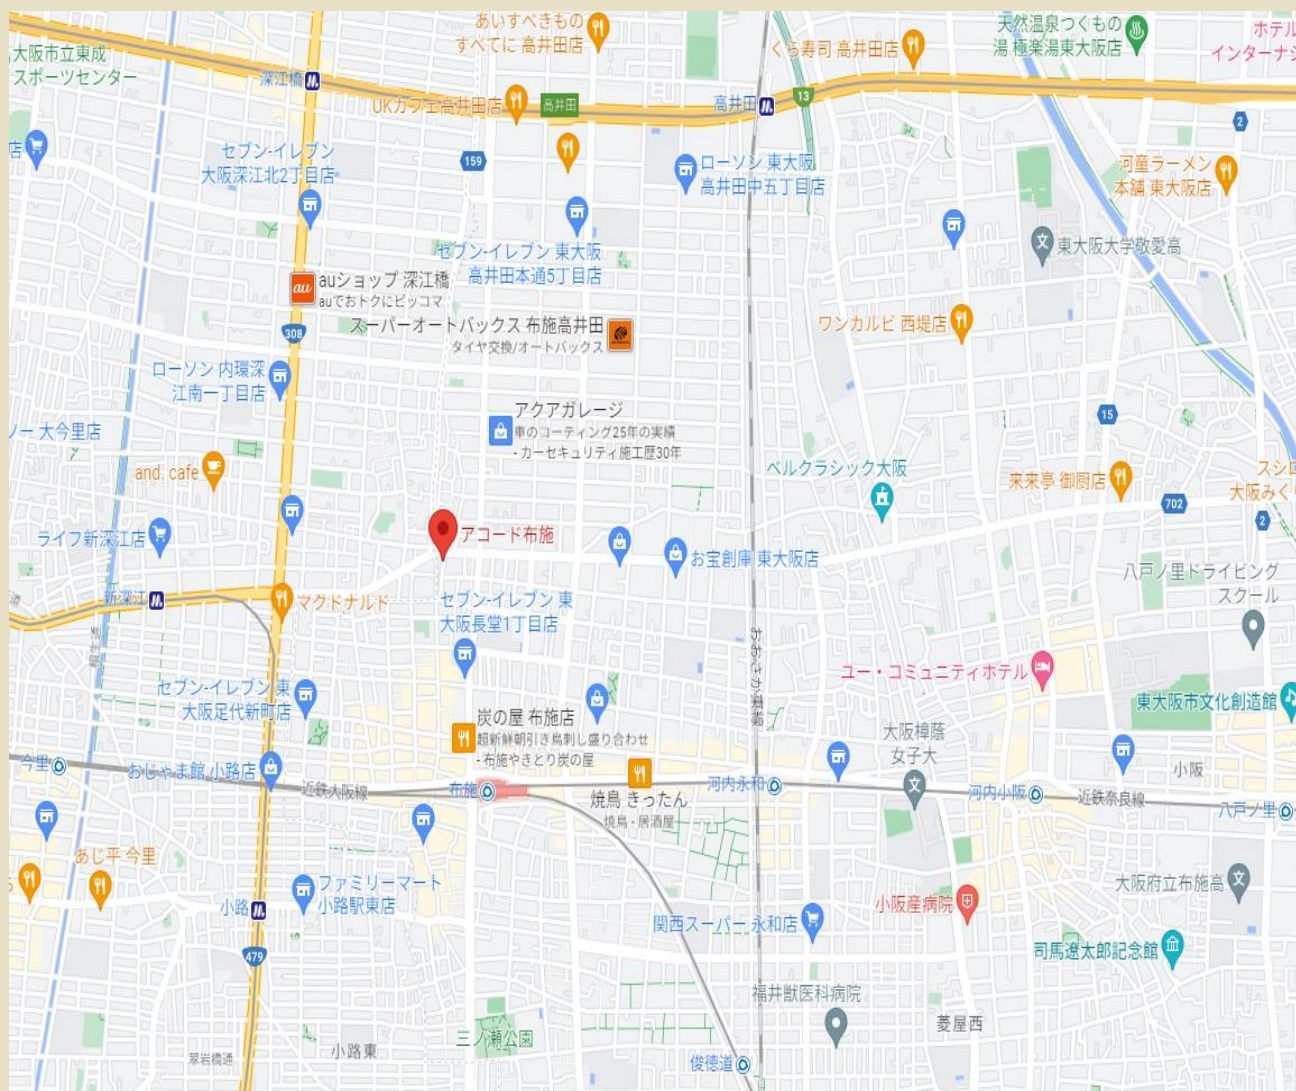 あいすべきもの
すべてに 高井田店
天然温泉つくもの
湯 極楽湯東大阪店
ホテル
インターナシ
大阪市立東成
スポーツセンター
くら寿司 高井田店
深江橋
UKカフェ高井田店
高井田
高井田
13
2
店
セブン-イレブン
大阪深江北2丁目店
159
ローソン 東大阪
高井田中五丁目店
河童ラーメン
本舗 東大阪店
セブン-イレブン 東大阪
高井田本通5丁目店
東大阪大学敬愛高
au
auショップ 深江橋
auでおトクにピッコマ
308
スーパーオートバックス 布施高井田
タイヤ交換/オートバックス
ワンカルビ 西堤店
ローソン 内環深
江南一丁目店
アクアガレージ
車のコーティング25年の実績
- カーセキュリティ施工歴30年
15
ノー 大今里店
and. cafe
ベルクラシック大阪
来来亭 御厨店
スシロ
大阪みくり
702
2
ライフ新深江店
アコード布施
お宝創庫 東大阪店
八戸ノ里ドライビング
スクール
新深江
マクドナルド
セブン-イレブン 東
大阪長堂1丁目店
おおさか東線
ユー・コミュニティホテル
セブン-イレブン 東
大阪足代新町店
東大阪市文化創造館
炭の屋 布施店
超新鮮朝引き鳥刺し盛り合わせ
- 布施やきとり炭の屋
大阪樟蔭
女子大
今里
おじゃま館 小路店
近鉄大阪線
布施
焼鳥 きったん
焼鳥・居酒屋
河内永和
河内小阪
小阪
近鉄奈良線
八戸ノ里
あじ平 今里
ファミリーマート
小路駅東店
小路
479
関西スーパー 永和店
小阪産病院
大阪府立布施高
司馬遼太郎記念館
福井獣医科病院
菱屋西
三ノ瀬公園
小路東
翠岩橋通
俊徳道